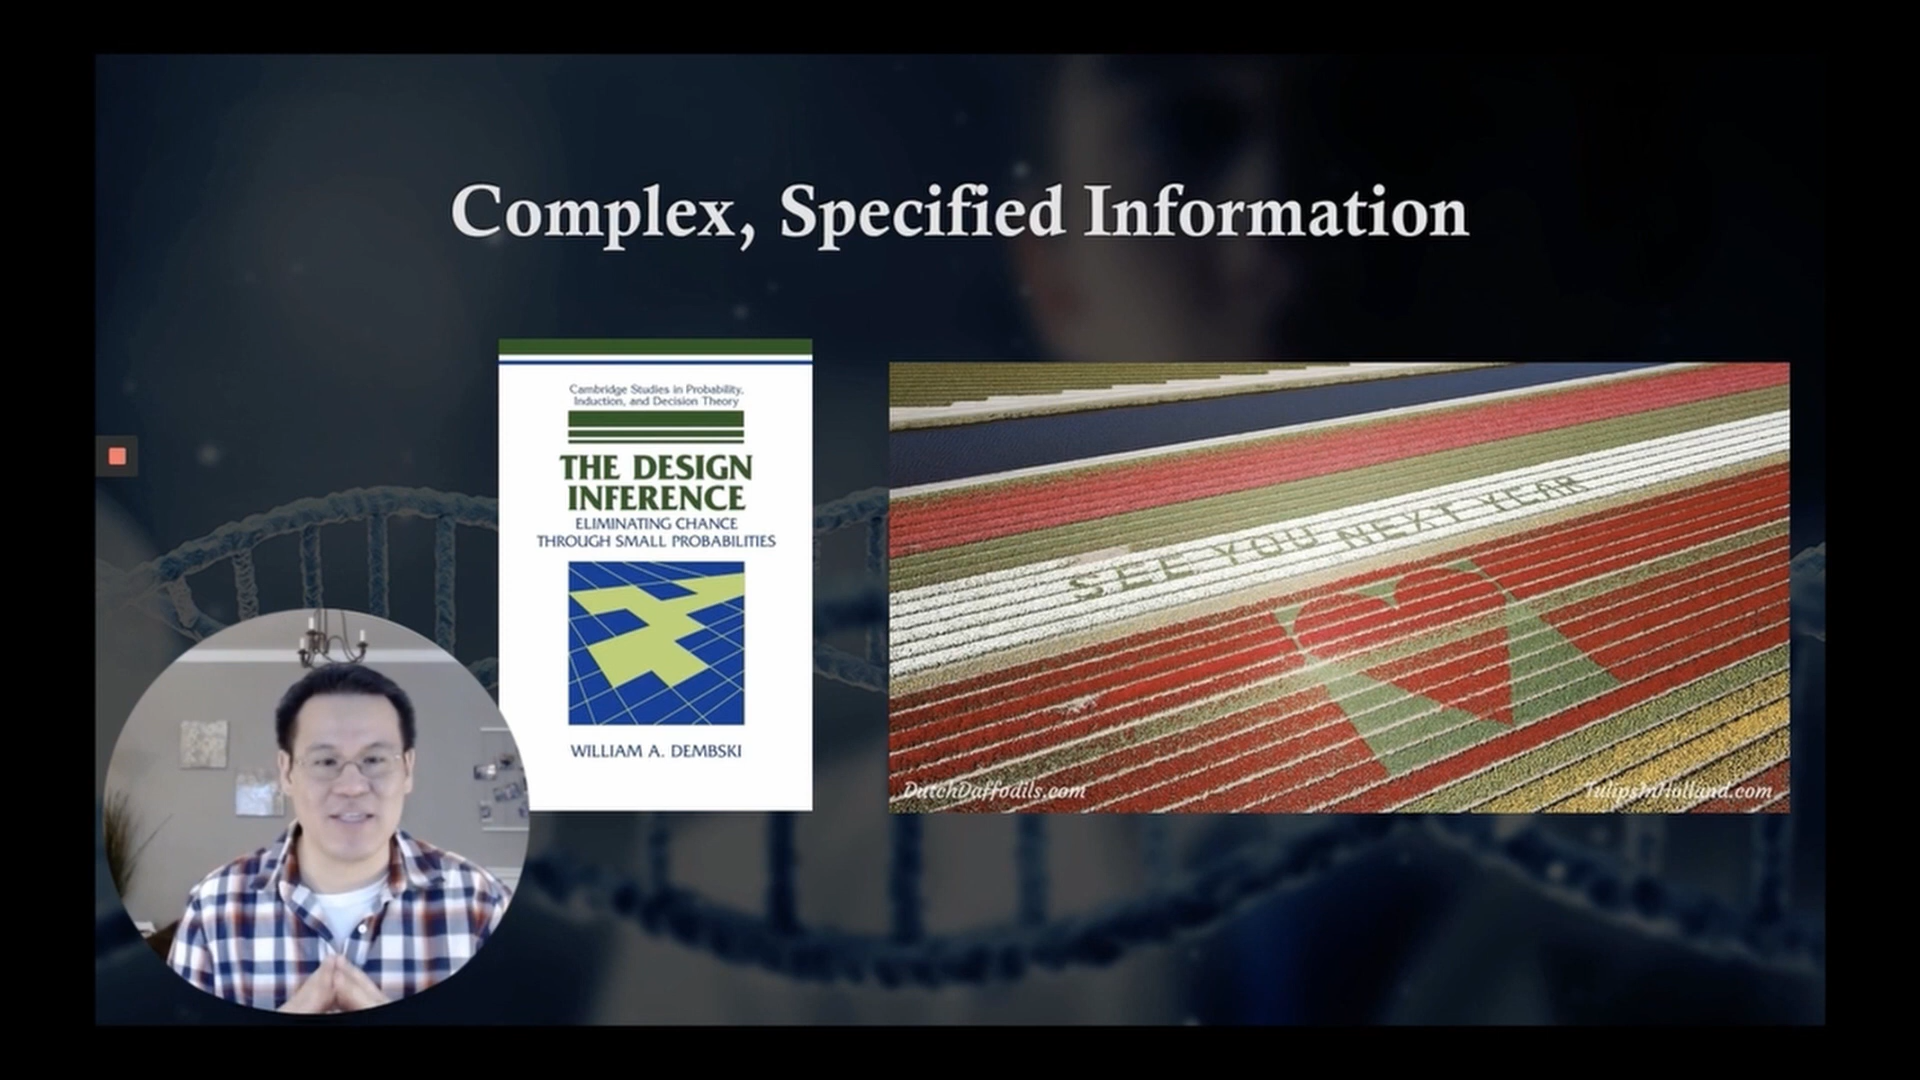 Complex, Specified Information
Cambridge Studies in Probability,
Induction, and Decision Theory
THE DESIGN
INFERENCE
ELIMINATING CHANCE
THROUGH SMALL PROBABILITIES
WILLIAM A. DEMBSKI
SEE YOU NEXT YEAR
DutchDaffodils.com
TulipsInHolland.com